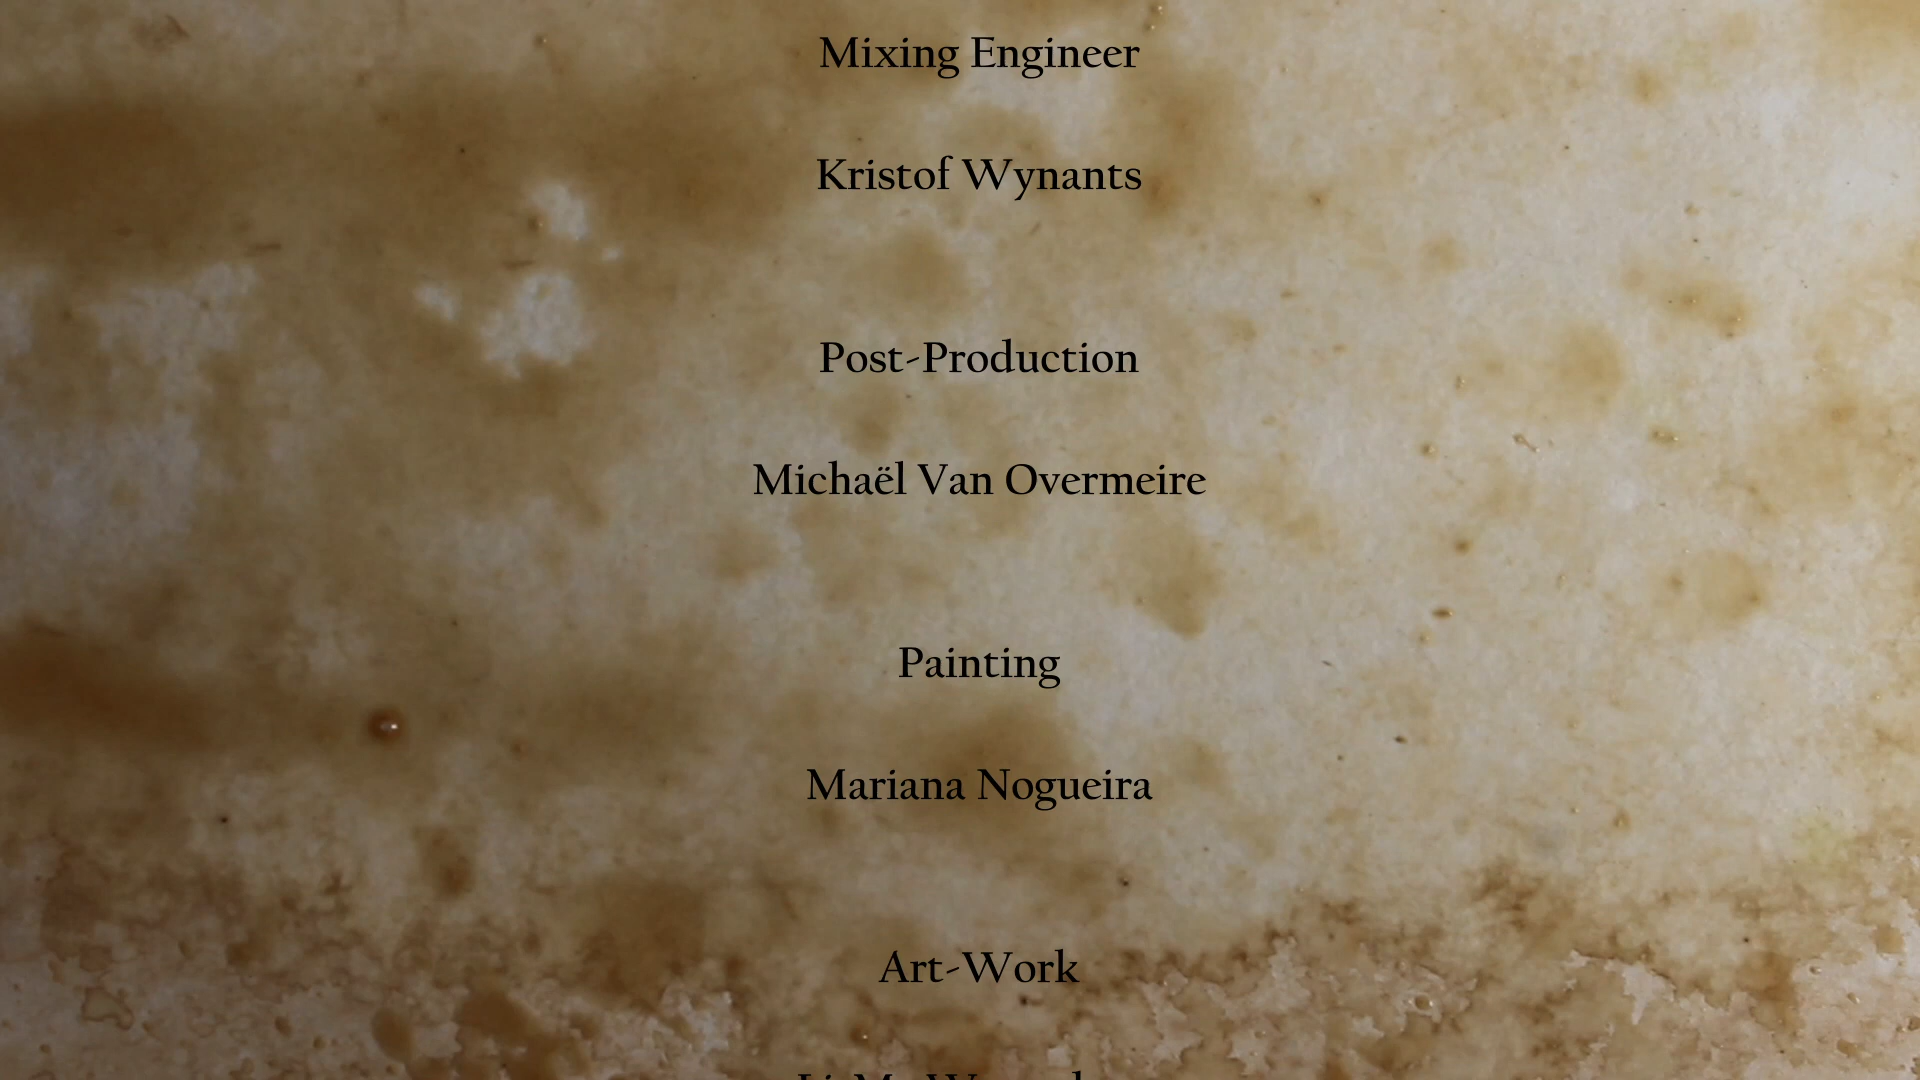 Mixing Engineer
Kristof Wynants
Post-Production
Michaël Van Overmeire
Painting
Mariana Nogueira
Art-Work